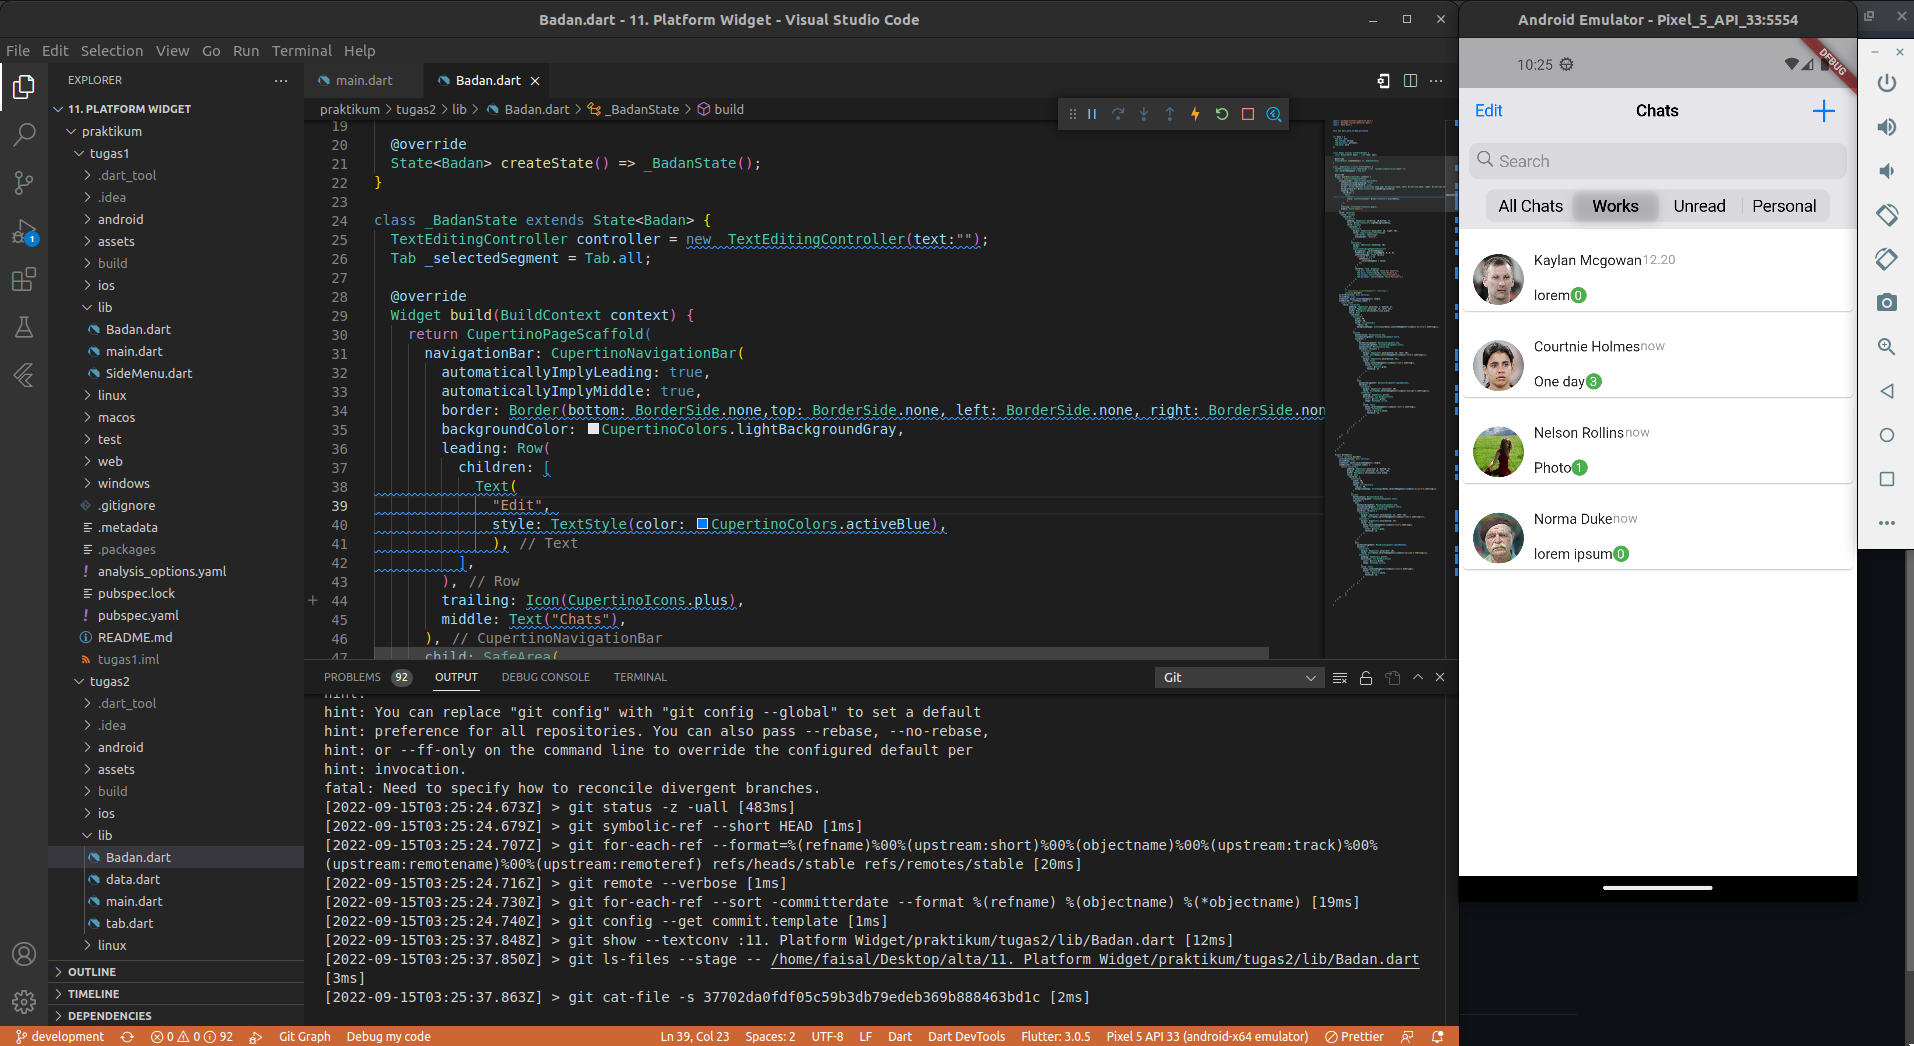 Badan.dart - 11. Platform Widget - Visual Studio Code
File Edit Selection View Go Run Terminal Help
EXPLORER
11. PLATFORM WIDGET
praktikum
tugas1
.dart_tool
.idea
android
assets
build
ios
lib
Badan.dart
main.dart
SideMenu.dart
linux
macos
test
web
windows
.gitignore
.metadata
.packages
analysis_options.yaml
pubspec.lock
pubspec.yaml
README.md
tugas1.iml
tugas2
.dart_tool
.idea
android
assets
build
ios
lib
Badan.dart
data.dart
main.dart
tab.dart
linux
OUTLINE
TIMELINE
DEPENDENCIES
1
main.dart
Badan.dart
praktikum > tugas2 > lib > Badan.dart > _BadanState > build
19
20 @override
21 State<Badan> createState() => _BadanState();
22 }
23
24 class _BadanState extends State<Badan> {
25 TextEditingController controller = new TextEditingController(text:"");
26 Tab _selectedSegment = Tab.all;
27
28 @override
29 Widget build(BuildContext context) {
30 return CupertinoPageScaffold(
31 navigationBar: CupertinoNavigationBar(
32 automaticallyImplyLeading: true,
33 automaticallyImplyMiddle: true,
34 border: Border(bottom: BorderSide.none,top: BorderSide.none, left: BorderSide.none, right: BorderSide.non
35 backgroundColor: CupertinoColors.lightBackgroundGray,
36 leading: Row(
37 children: [
38 Text(
39 "Edit",
40 style: TextStyle(color: CupertinoColors.activeBlue),
41 ), // Text
42 ],
43 ), // Row
44 trailing: Icon(CupertinoIcons.plus),
45 middle: Text("Chats"),
46 ), // CupertinoNavigationBar
47 child: SafeArea(
PROBLEMS 92 OUTPUT DEBUG CONSOLE TERMINAL
Git
hint:
hint: You can replace "git config" with "git config --global" to set a default
hint: preference for all repositories. You can also pass --rebase, --no-rebase,
hint: or --ff-only on the command line to override the configured default per
hint: invocation.
fatal: Need to specify how to reconcile divergent branches.
[2022-09-15T03:25:24.673Z] > git status -z -uall [483ms]
[2022-09-15T03:25:24.679Z] > git symbolic-ref --short HEAD [1ms]
[2022-09-15T03:25:24.707Z] > git for-each-ref --format=%(refname)%00%(upstream:short)%00%(objectname)%00%(upstream:track)%00%
(upstream:remotename)%00%(upstream:remoteref) refs/heads/stable refs/remotes/stable [20ms]
[2022-09-15T03:25:24.716Z] > git remote --verbose [1ms]
[2022-09-15T03:25:24.730Z] > git for-each-ref --sort -committerdate --format %(refname) %(objectname) %(*objectname) [19ms]
[2022-09-15T03:25:24.740Z] > git config --get commit.template [1ms]
[2022-09-15T03:25:37.848Z] > git show --textconv :11. Platform Widget/praktikum/tugas2/lib/Badan.dart [12ms]
[2022-09-15T03:25:37.850Z] > git ls-files --stage -- /home/faisal/Desktop/alta/11. Platform Widget/praktikum/tugas2/lib/Badan.dart
[3ms]
[2022-09-15T03:25:37.863Z] > git cat-file -s 37702da0fdf05c59b3db79edeb369b888463bd1c [2ms]
development 0 0 92 Git Graph Debug my code Ln 39, Col 23 Spaces: 2 UTF-8 LF Dart Dart DevTools Flutter: 3.0.5 Pixel 5 API 33 (android-x64 emulator) Prettier
Android Emulator - Pixel_5_API_33:5554
10:25
DEBUG
Edit Chats
Search
All Chats Works Unread Personal
Kaylan Mcgowan12.20
lorem0
Courtnie Holmesnow
One day3
Nelson Rollinsnow
Photo1
Norma Dukenow
lorem ipsum0